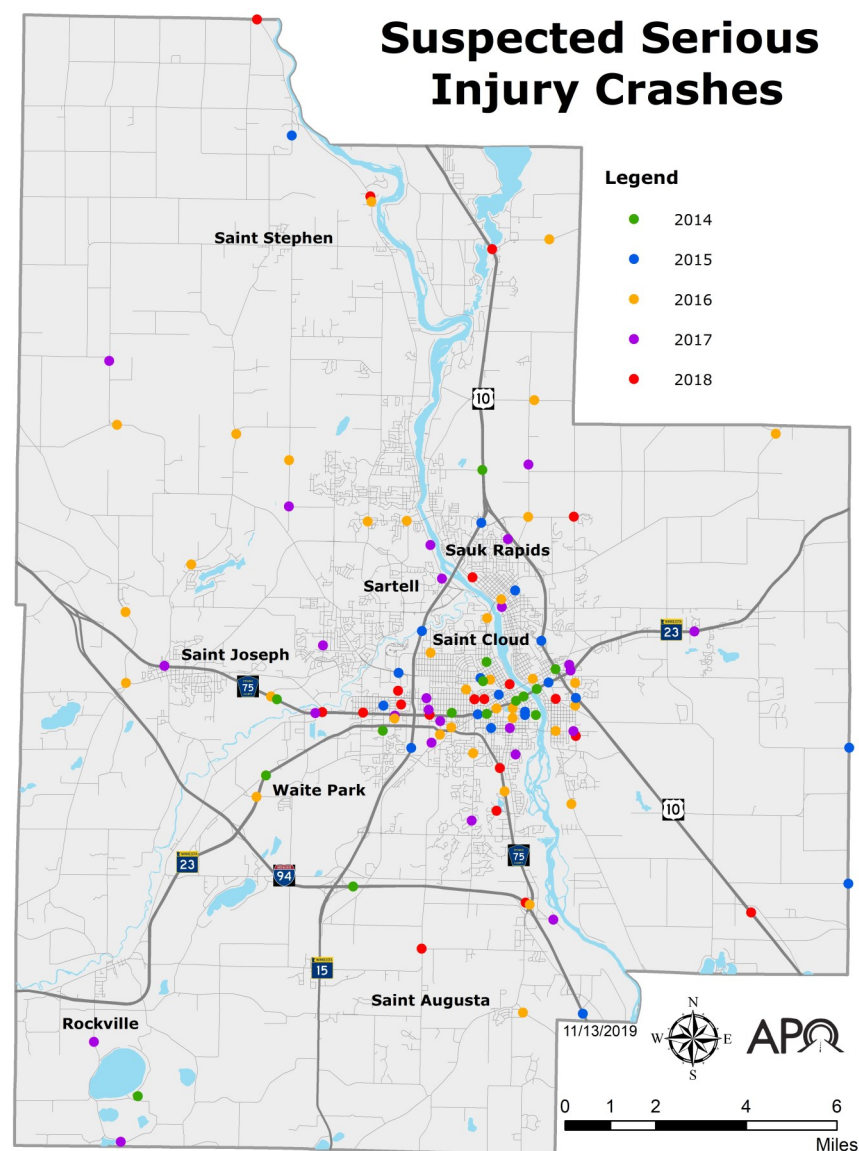 Suspected Serious
Injury Crashes
Legend
2014
2015
2016
2017
2018
Saint Stephen
10
Sauk Rapids
Sartell
Saint Cloud
23
Saint Joseph
75
Waite Park
10
23
94
75
15
Saint Augusta
Rockville
11/13/2019
N
W E
S
APO
0 1 2 4 6
Miles